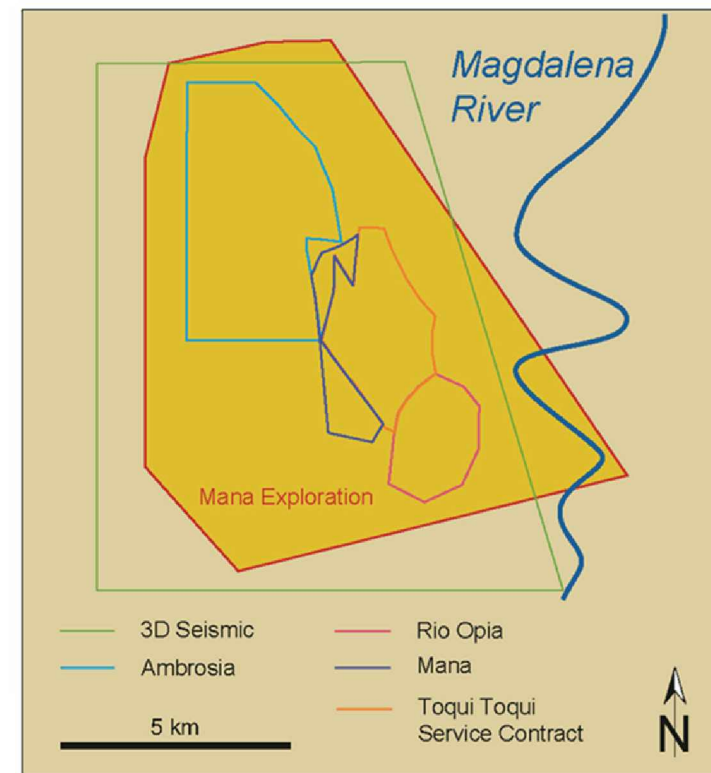 Magdalena
River
Mana Exploration
3D Seismic
Ambrosia
Rio Opia
Mana
Toqui Toqui
Service Contract
5 km
N